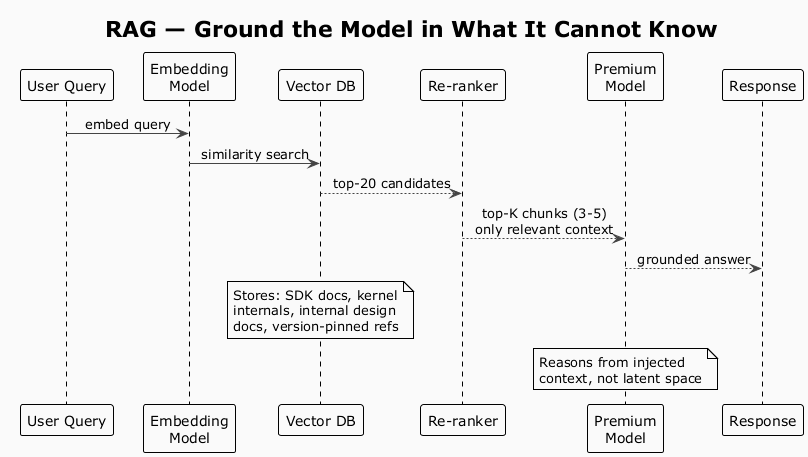 RAG — Ground the Model in What It Cannot Know
User Query
Embedding
Model
Vector DB
Re-ranker
Premium
Model
Response
embed query
similarity search
top-20 candidates
top-K chunks (3-5)
only relevant context
grounded answer
Stores: SDK docs, kernel
internals, internal design
docs, version-pinned refs
Reasons from injected
context, not latent space
User Query
Embedding
Model
Vector DB
Re-ranker
Premium
Model
Response